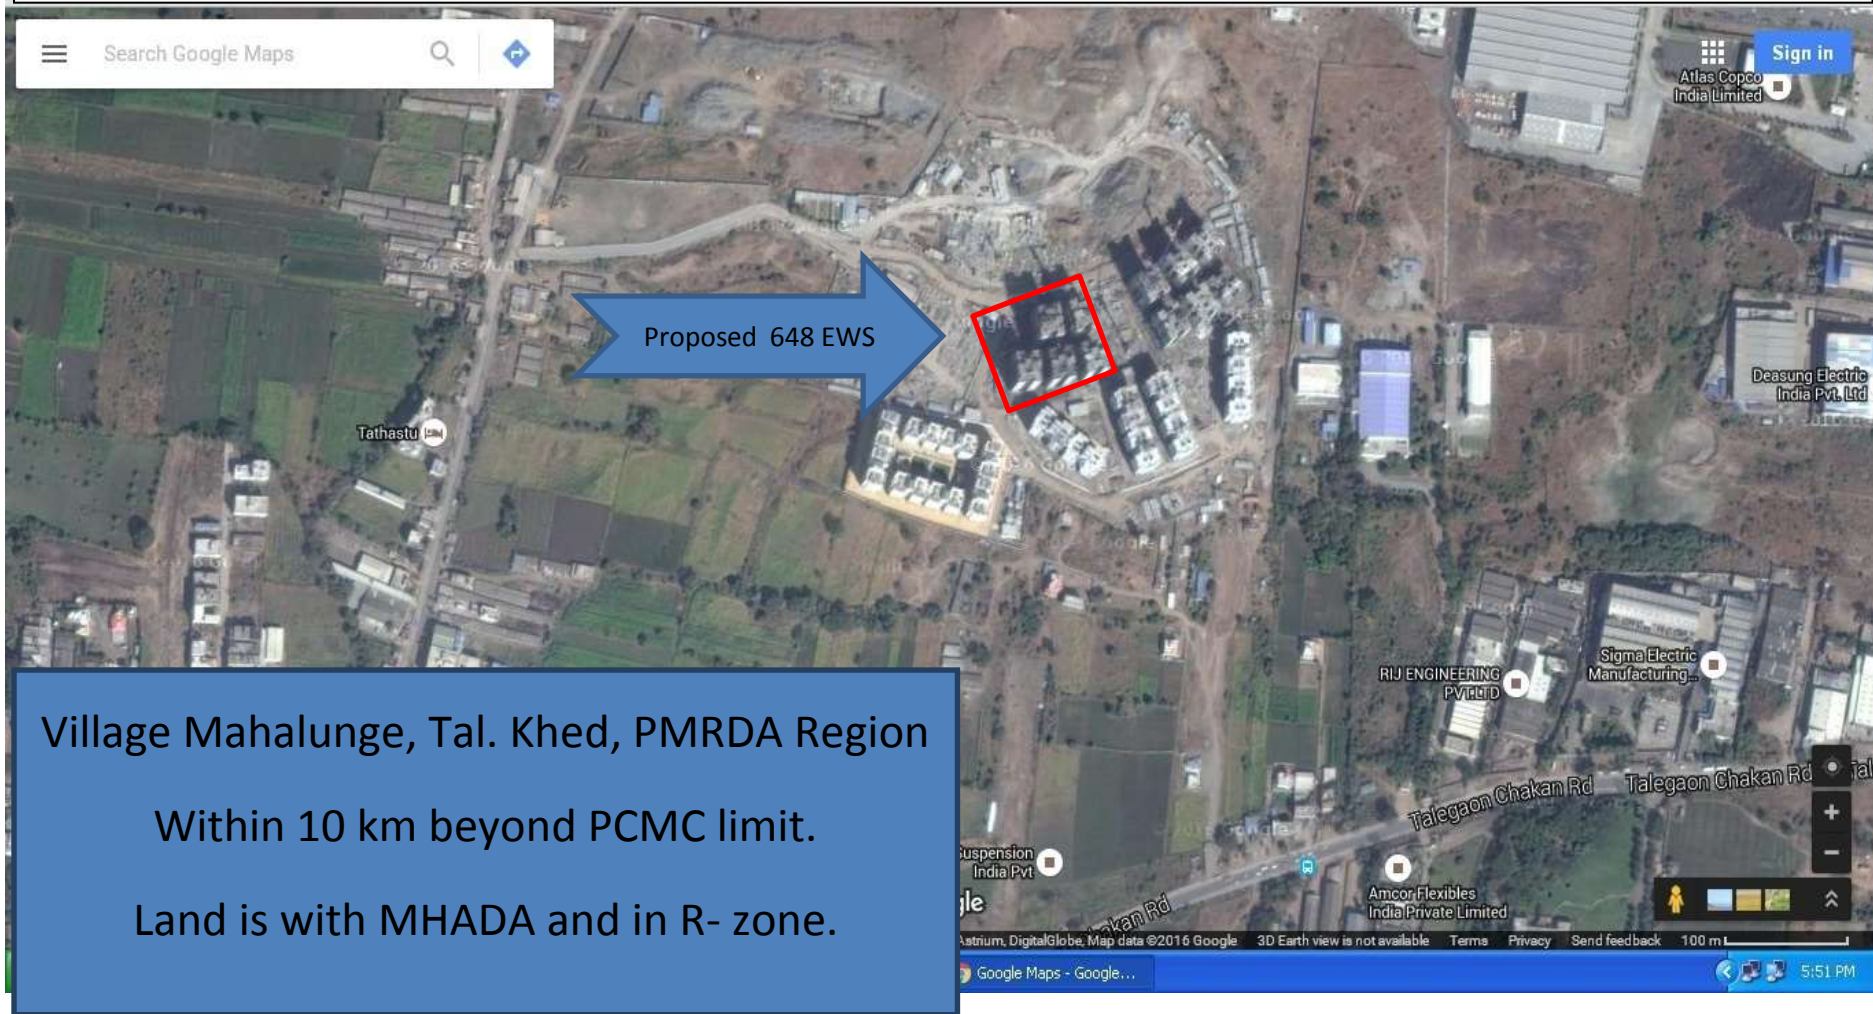 Search Google Maps
Sign in
Atlas Copco
India Limited
Proposed 648 EWS
Deasung Electric
India Pvt. Ltd
Tathastu
Sigma Electric
Manufacturing...
RIJ ENGINEERING
PVT.LTD
Village Mahalunge, Tal. Khed, PMRDA Region
Within 10 km beyond PCMC limit.
Land is with MHADA and in R- zone.
Talegaon Chakan Rd
Talegaon Chakan Rd
India Pvt
Amcor Flexibles
India Private Limited
Astrium, DigitalGlobe, Map data ©2016 Google 3D Earth view is not available Terms Privacy Send feedback 100 m
Google Maps - Google...
5:51 PM